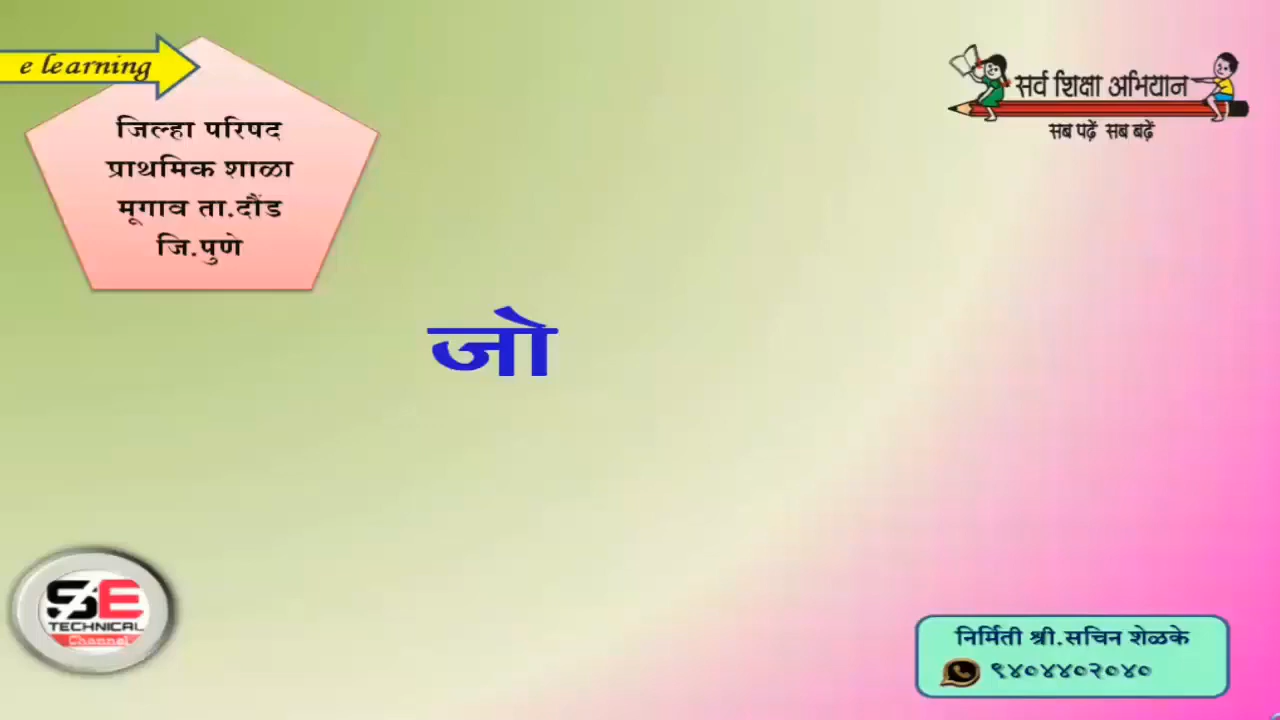 e learning
जिल्हा परिषद
प्राथमिक शाळा
मूगाव ता.दौंड
जि.पुणे
सर्व शिक्षा अभियान
सब पढ़ें सब बढ़ें
जो
SE
TECHNICAL
Channel
निर्मिती श्री.सचिन शेळके
९४०४४०२०४०